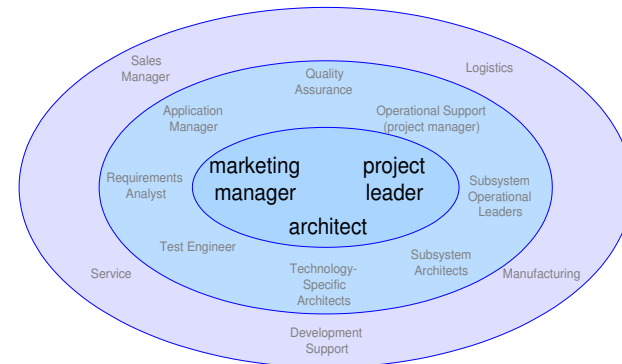 Sales
Manager
Logistics
Quality
Assurance
Application
Manager
Operational Support
(project manager)
marketing
manager
project
leader
architect
Requirements
Analyst
Subsystem
Operational
Leaders
Test Engineer
Subsystem
Architects
Technology-
Specific
Architects
Service
Manufacturing
Development
Support